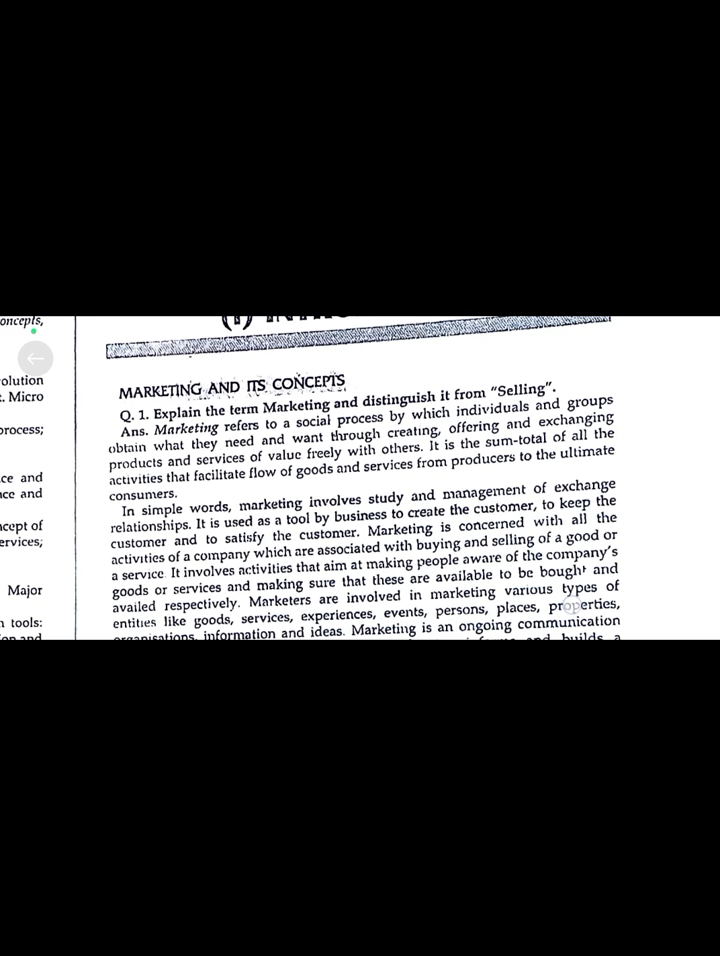 oncepts,
olution
. Micro
process;
ce and
nce and
ncept of
ervices;
Major
n tools:
MARKETING AND ITS CONCEPTS
Q. 1. Explain the term Marketing and distinguish it from “Selling”.
Ans. Marketing refers to a social process by which individuals and groups
obtain what they need and want through creating, offering and exchanging
products and services of value freely with others. It is the sum-total of all the
activities that facilitate flow of goods and services from producers to the ultimate
consumers.
In simple words, marketing involves study and management of exchange
relationships. It is used as a tool by business to create the customer, to keep the
customer and to satisfy the customer. Marketing is concerned with all the
activities of a company which are associated with buying and selling of a good or
a service. It involves activities that aim at making people aware of the company’s
goods or services and making sure that these are available to be bought and
availed respectively. Marketers are involved in marketing various types of
entities like goods, services, experiences, events, persons, places, properties,
organisations, information and ideas. Marketing is an ongoing communication
and builds a